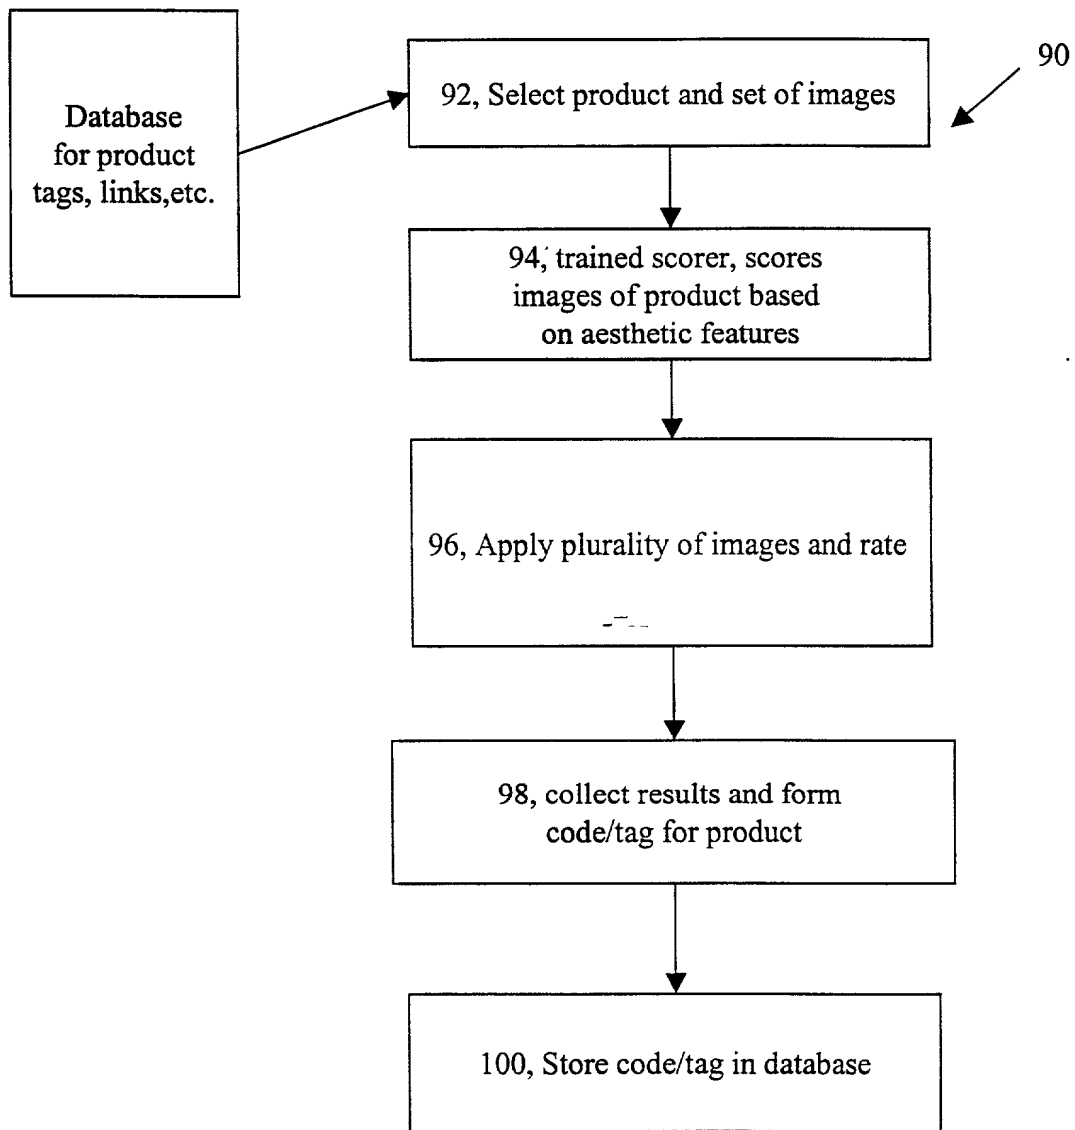 90
Database
for product
tags, links,etc.
92, Select product and set of images
94, trained scorer, scores
images of product based
on aesthetic features
96, Apply plurality of images and rate
98, collect results and form
code/tag for product
100, Store code/tag in database